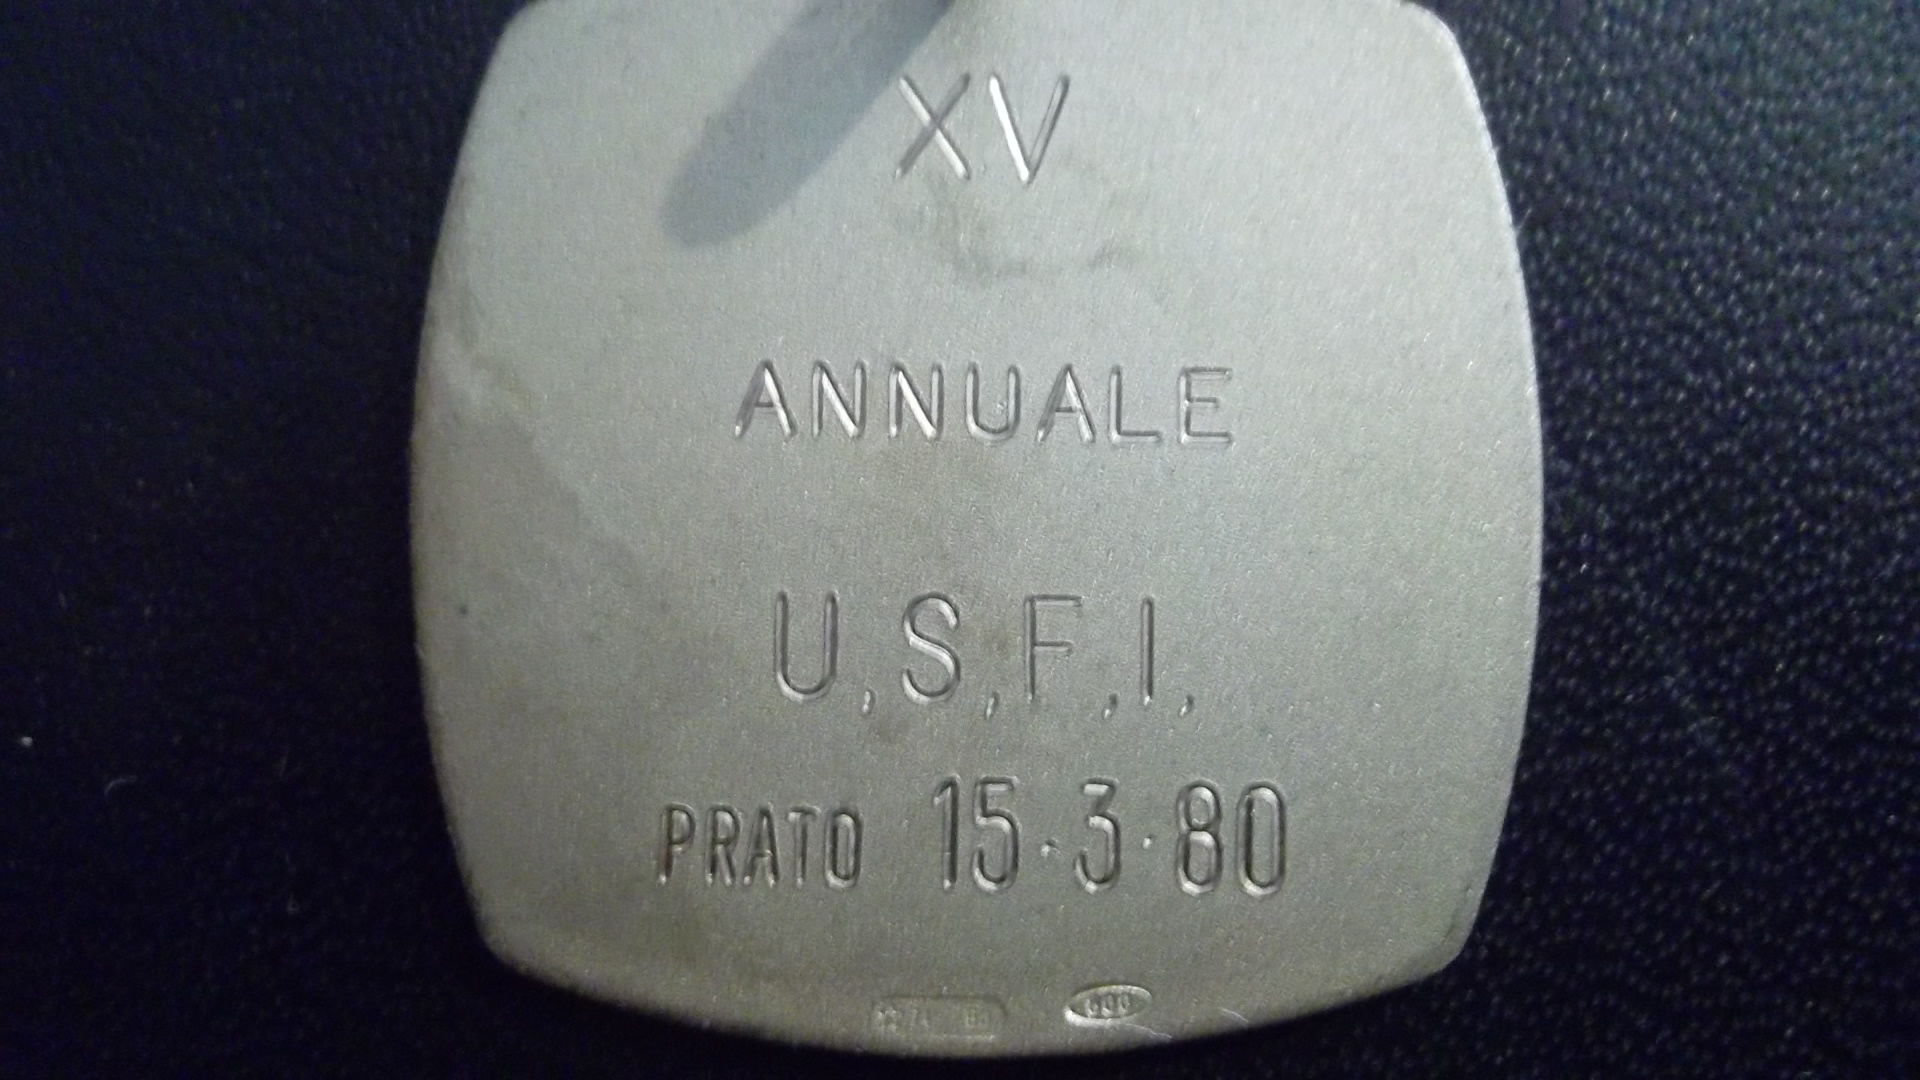 XV
ANNUALE
U.S.F.I.
PRATO 15·3·80